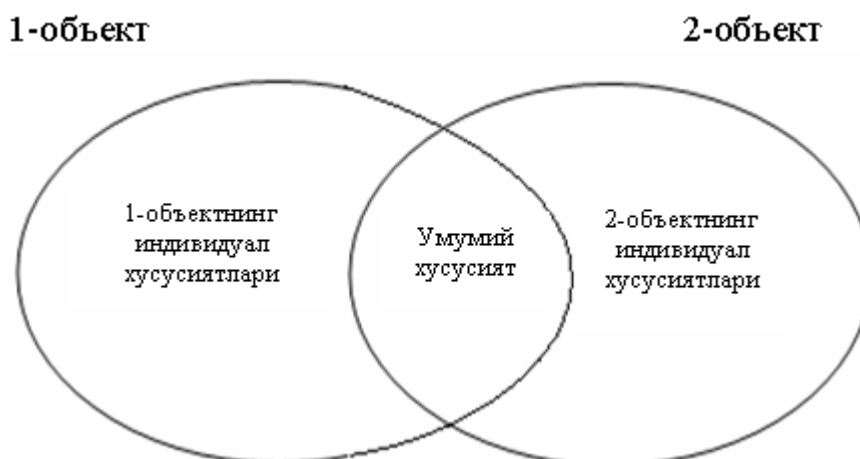 1-объект
2-объект
1-объектнинг
индивидуал
хусусиятлари
Умумий
хусусият
2-объектнинг
индивидуал
хусусиятлари